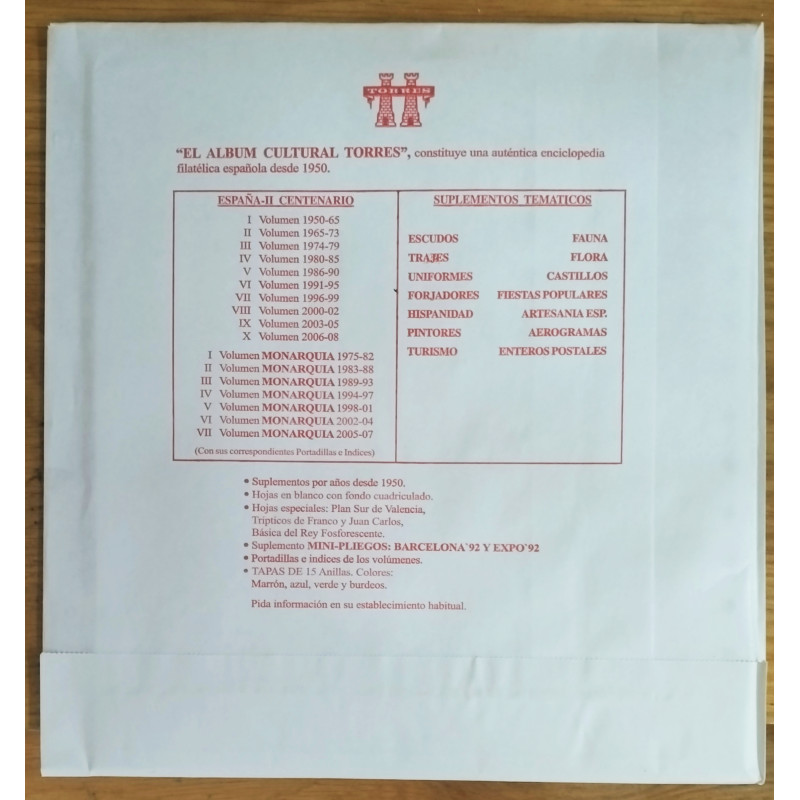 TORRES
"EL ALBUM CULTURAL TORRES", constituye una auténtica enciclopedia
filatélica española desde 1950.
ESPAÑA-II CENTENARIO
I Volumen 1950-65
II Volumen 1965-73
III Volumen 1974-79
IV Volumen 1980-85
V Volumen 1986-90
VI Volumen 1991-95
VII Volumen 1996-99
VIII Volumen 2000-02
IX Volumen 2003-05
X Volumen 2006-08
I Volumen MONARQUIA 1975-82
II Volumen MONARQUIA 1983-88
III Volumen MONARQUIA 1989-93
IV Volumen MONARQUIA 1994-97
V Volumen MONARQUIA 1998-01
VI Volumen MONARQUIA 2002-04
VII Volumen MONARQUIA 2005-07
(Con sus correspondientes Portadillas e Indices)
SUPLEMENTOS TEMATICOS
ESCUDOS FAUNA
TRAJES FLORA
UNIFORMES CASTILLOS
FORJADORES FIESTAS POPULARES
HISPANIDAD ARTESANIA ESP.
PINTORES AEROGRAMAS
TURISMO ENTEROS POSTALES
• Suplementos por años desde 1950.
• Hojas en blanco con fondo cuadriculado.
• Hojas especiales: Plan Sur de Valencia,
Trípticos de Franco y Juan Carlos,
Básica del Rey Fosforescente.
• Suplemento MINI-PLIEGOS: BARCELONA'92 Y EXPO'92
• Portadillas e indices de los volúmenes.
• TAPAS DE 15 Anillas. Colores:
Marrón, azul, verde y burdeos.
Pida información en su establecimiento habitual.